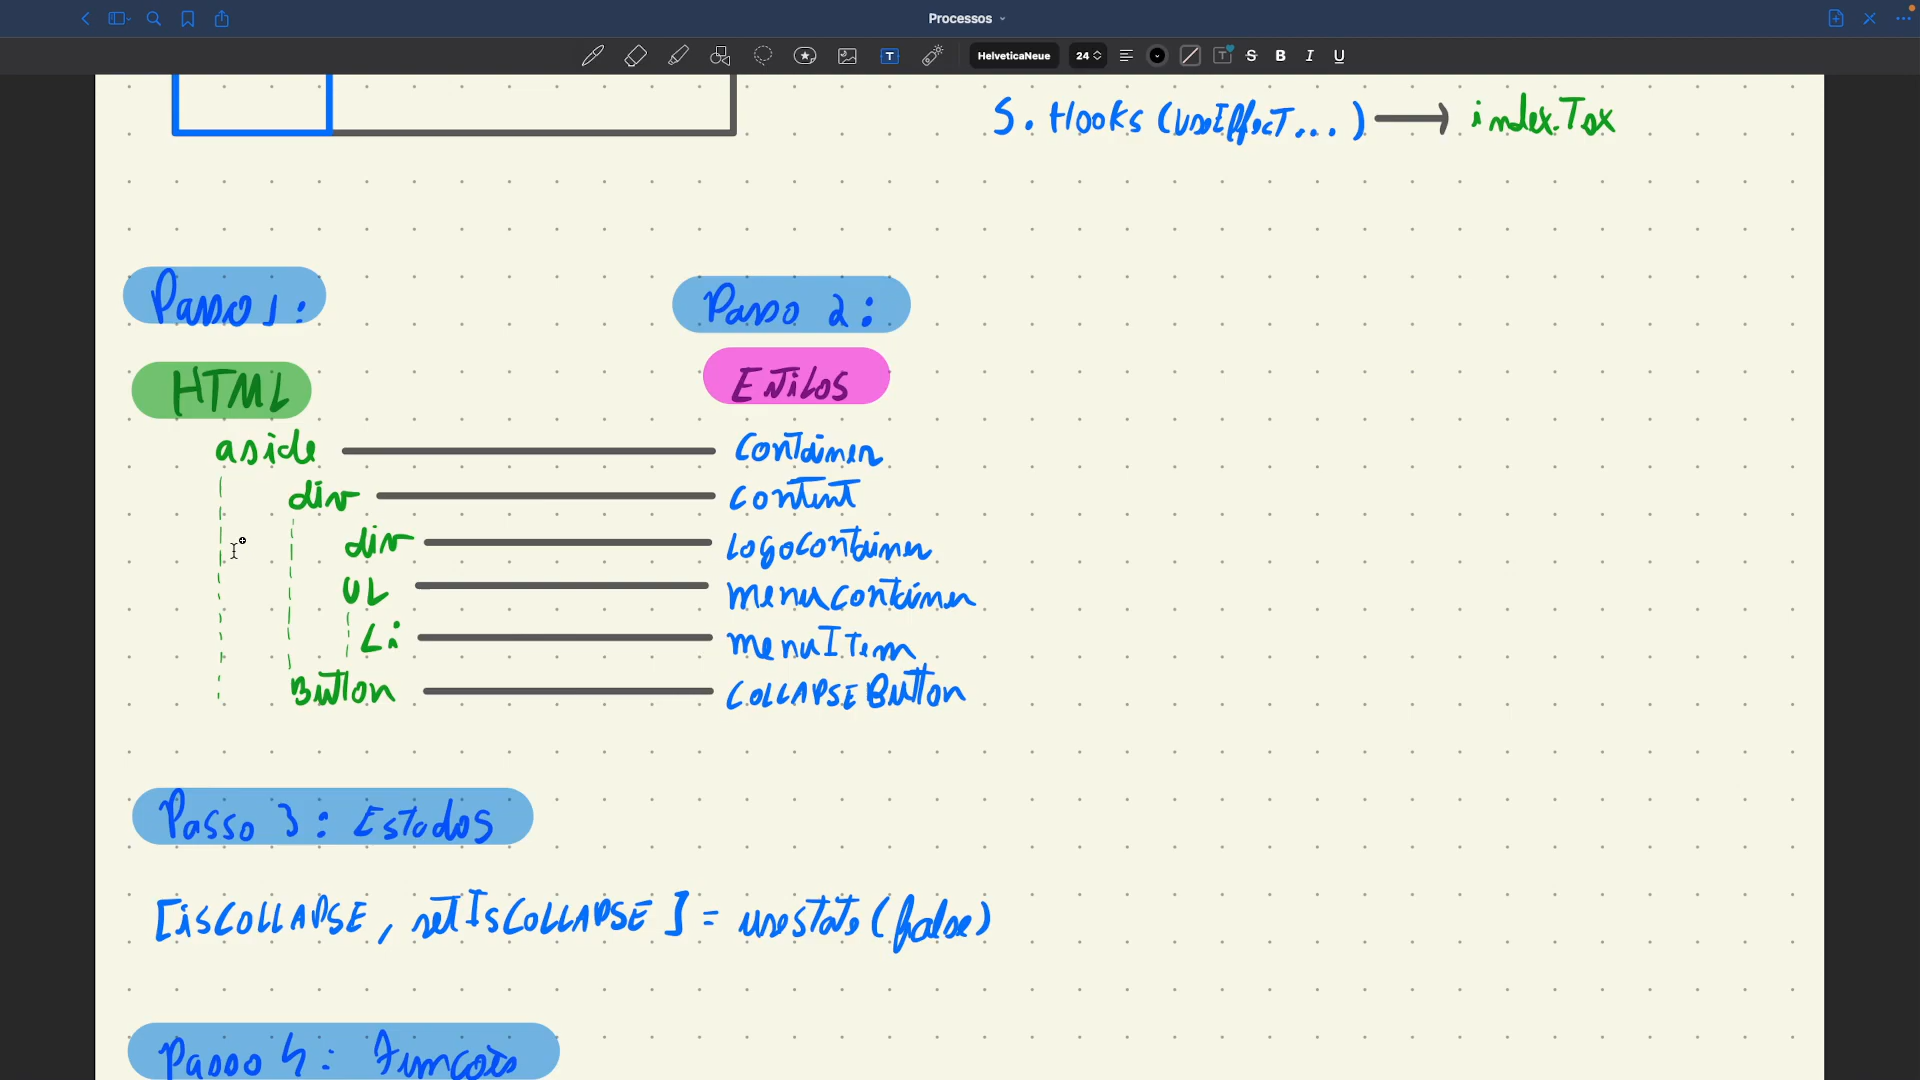 Processos
HelveticaNeue 24 T S B I U
5. Hooks (useEffect...) → index.Tsx
Passo 1:
Passo 2:
HTML
Estilos
aside — Container
div — content
div — LogoContainer
UL — menuContainer
Li — menuItem
Button — COLLAPSEButton
Passo 3: Estados
[isCOLLAPSE, setIsCOLLAPSE] = useState(false)
Passo 4: Funcoes